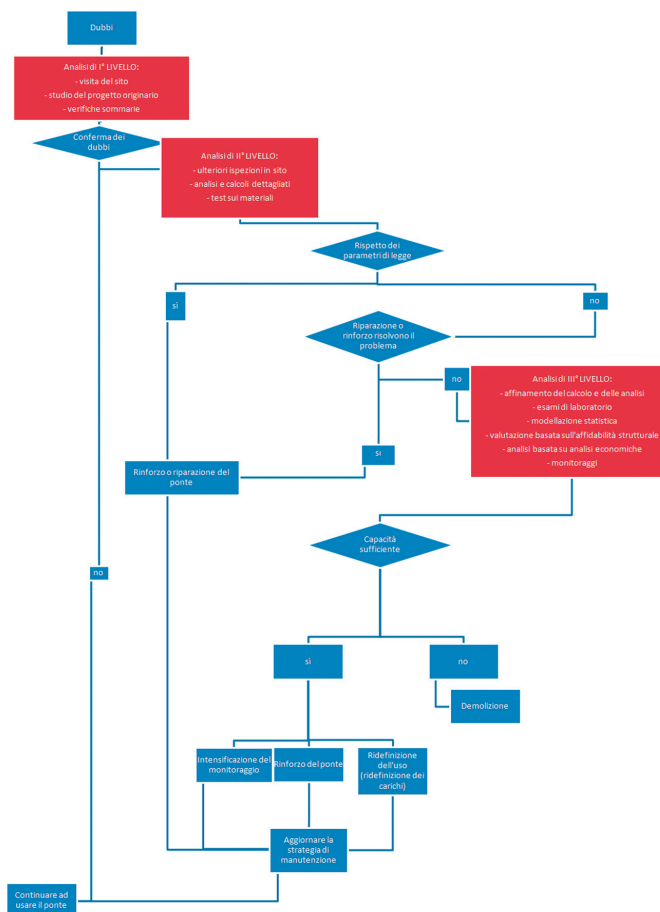 Dubbi
Analisi di I° LIVELLO:
- visita del sito
- studio del progetto originario
- verifiche sommarie
Conferma dei
dubbi
Analisi di II° LIVELLO:
- ulteriori ispezioni in sito
- analisi e calcoli dettagliati
- test sui materiali
Rispetto dei
parametri di legge
sì
no
Riparazione o
rinforzo risolvono il
problema
no
Analisi di III° LIVELLO:
- affinamento del calcolo e delle analisi
- esami di laboratorio
- modellazione statistica
- valutazione basata sull'affidabilità strutturale
- analisi basata su analisi economiche
- monitoraggi
si
Rinforzo o riparazione del
ponte
Capacità
sufficiente
no
sì
no
Demolizione
Intensificazione del
monitoraggio
Rinforzo del ponte
Ridefinizione
dell'uso
(ridefinizione dei
carichi)
Aggiornare la
strategia di
manutenzione
Continuare ad
usare il ponte